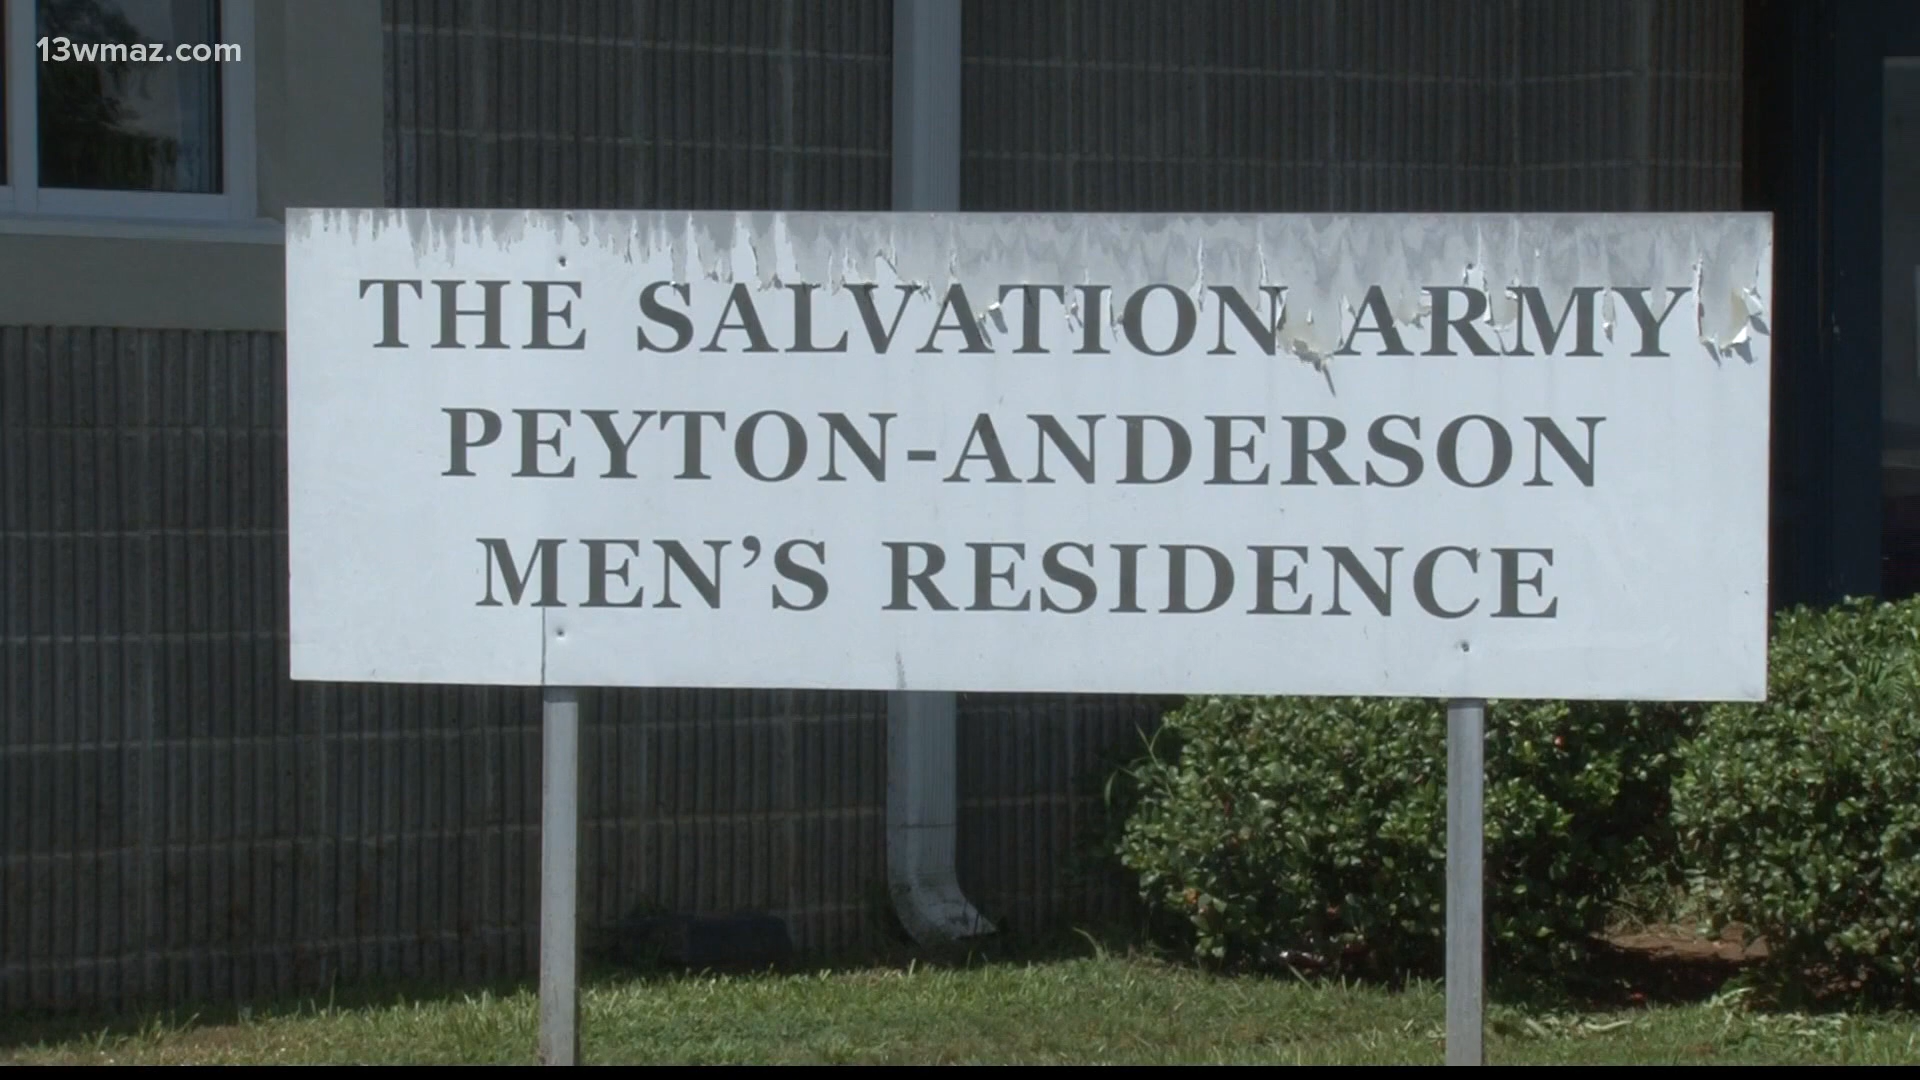 13wmaz.com
THE SALVATION ARMY
PEYTON-ANDERSON
MEN’S RESIDENCE